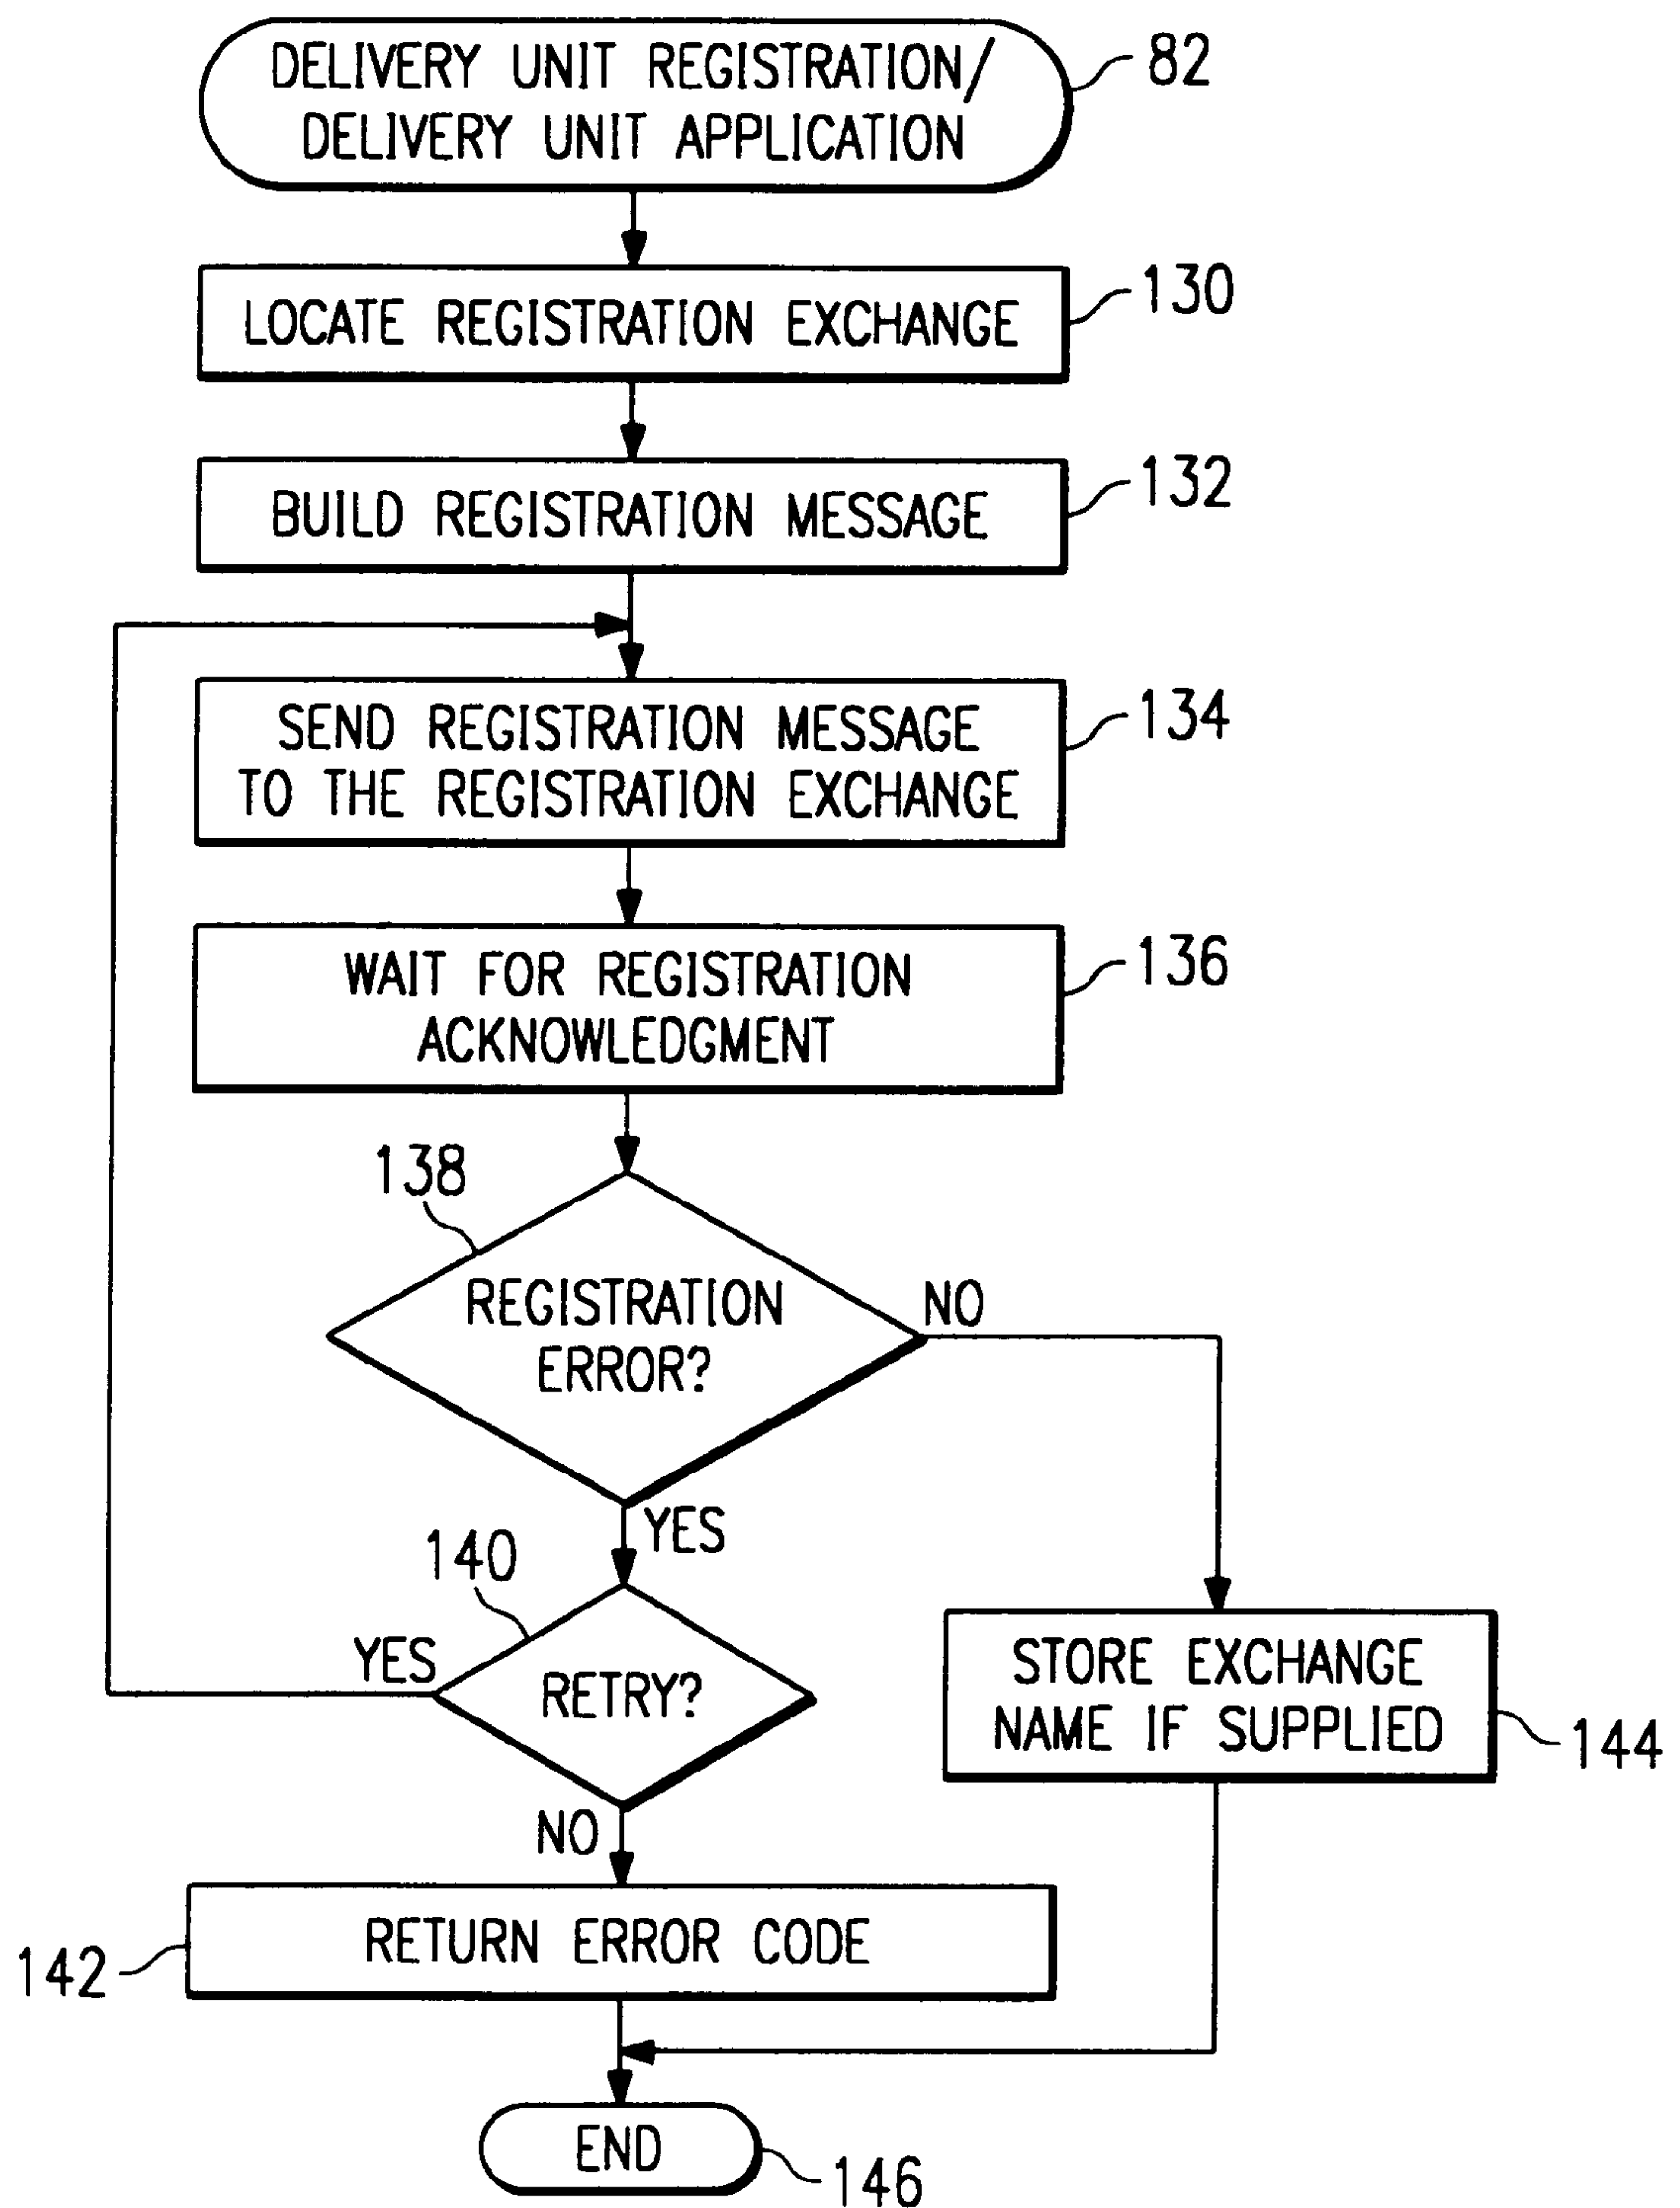 DELIVERY UNIT REGISTRATION/
DELIVERY UNIT APPLICATION
82
LOCATE REGISTRATION EXCHANGE
130
BUILD REGISTRATION MESSAGE
132
SEND REGISTRATION MESSAGE
TO THE REGISTRATION EXCHANGE
134
WAIT FOR REGISTRATION
ACKNOWLEDGMENT
136
138
REGISTRATION
ERROR?
NO
YES
140
YES
RETRY?
NO
STORE EXCHANGE
NAME IF SUPPLIED
144
RETURN ERROR CODE
142
END
146